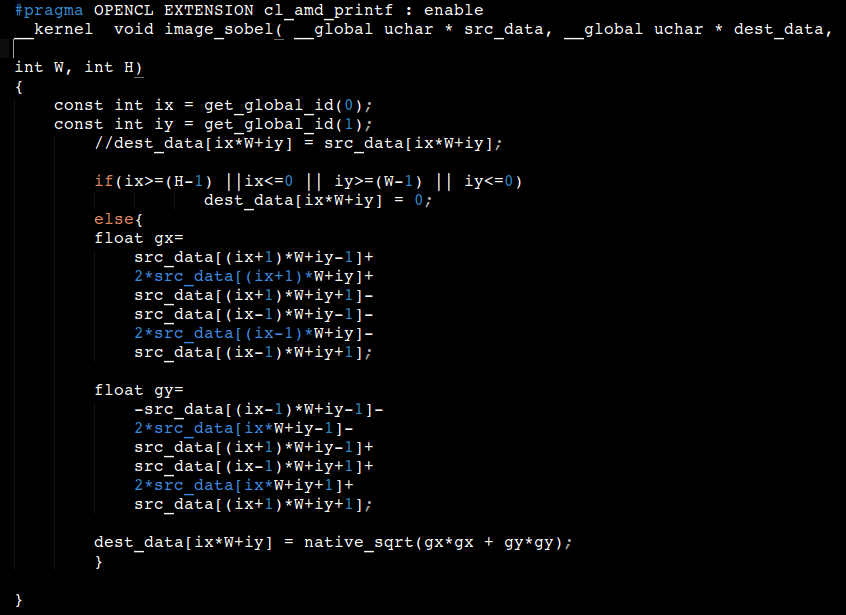 #pragma OPENCL EXTENSION cl_amd_printf : enable
__kernel  void image_sobel( __global uchar * src_data, __global uchar * dest_data,
int W, int H)
{
    const int ix = get_global_id(0);
    const int iy = get_global_id(1);
        //dest_data[ix*W+iy] = src_data[ix*W+iy];

        if(ix>=(H-1) ||ix<=0 || iy>=(W-1) || iy<=0)
                   dest_data[ix*W+iy] = 0;
        else{
        float gx=
            src_data[(ix+1)*W+iy-1]+
            2*src_data[(ix+1)*W+iy]+
            src_data[(ix+1)*W+iy+1]-
            src_data[(ix-1)*W+iy-1]-
            2*src_data[(ix-1)*W+iy]-
            src_data[(ix-1)*W+iy+1];

        float gy=
            -src_data[(ix-1)*W+iy-1]-
            2*src_data[ix*W+iy-1]-
            src_data[(ix+1)*W+iy-1]+
            src_data[(ix-1)*W+iy+1]+
            2*src_data[ix*W+iy+1]+
            src_data[(ix+1)*W+iy+1];

        dest_data[ix*W+iy] = native_sqrt(gx*gx + gy*gy);
        }

}